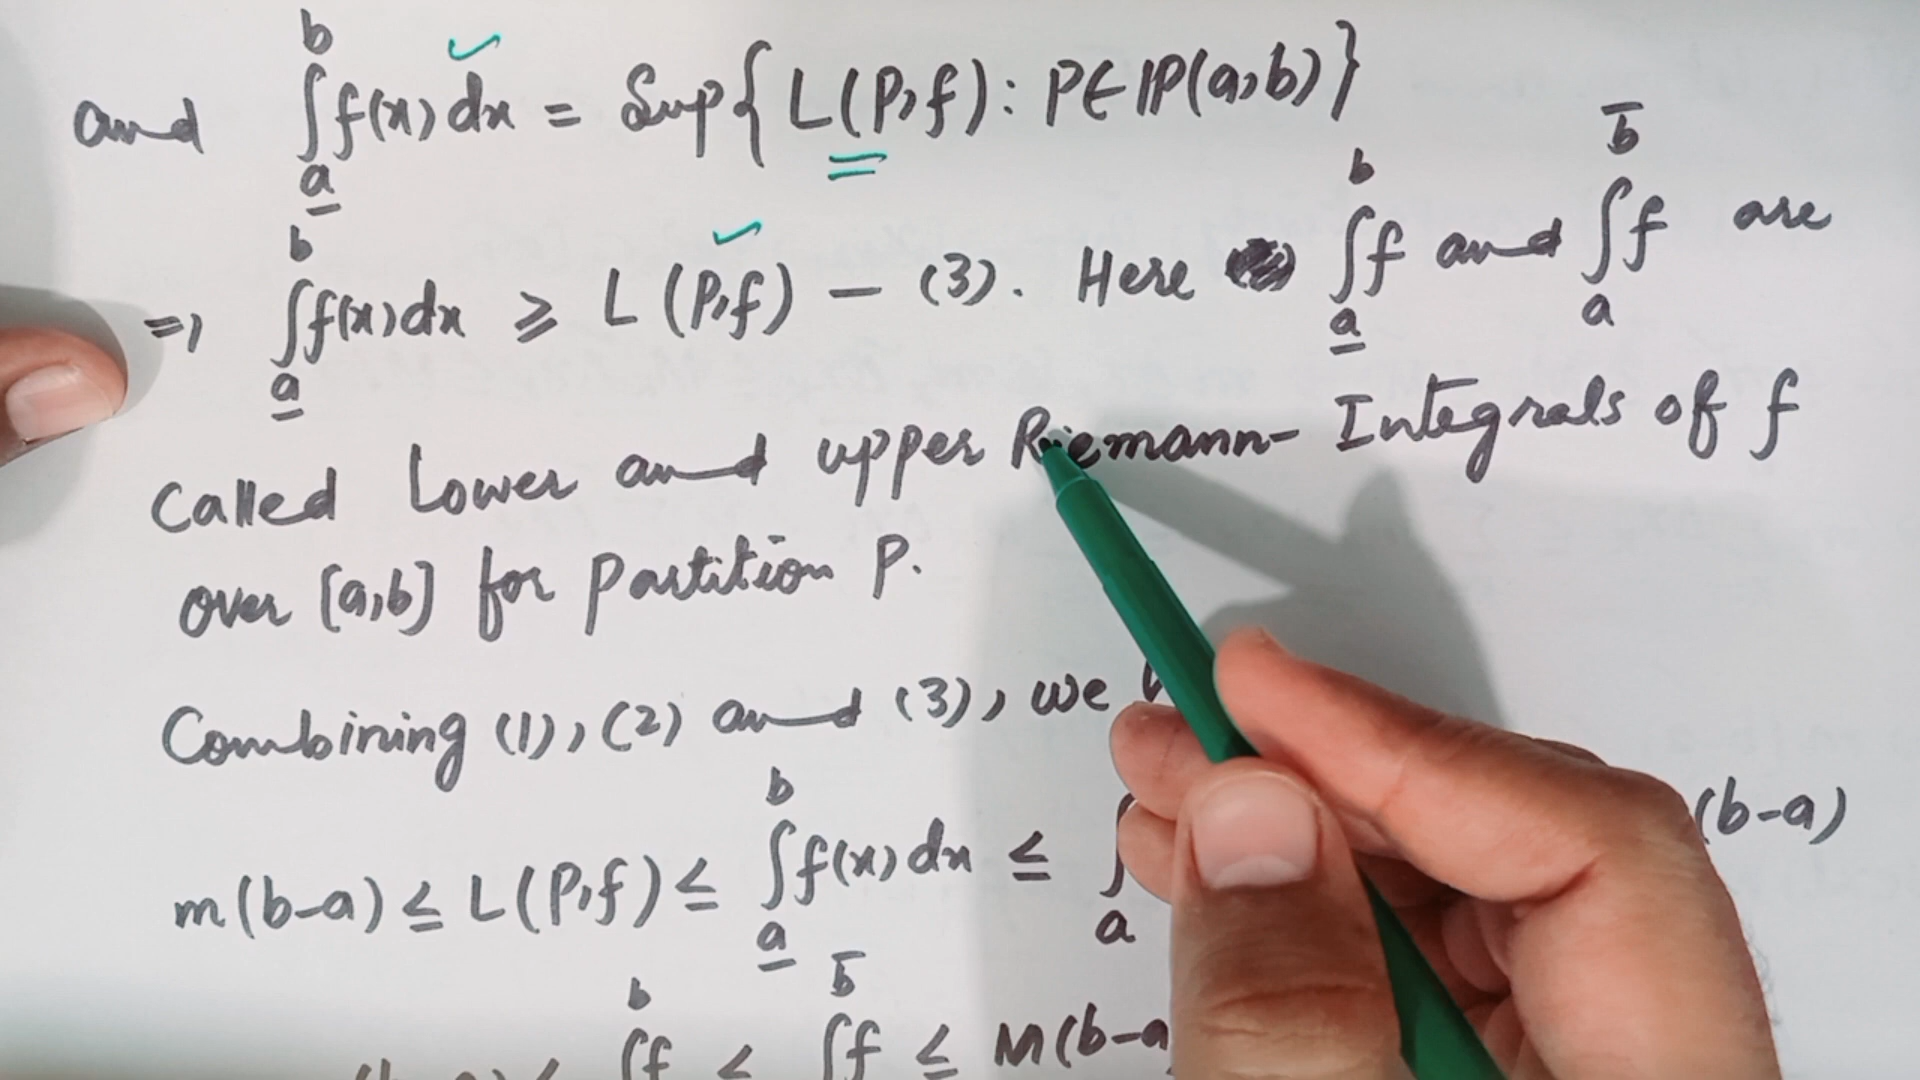 and ∫_a̲^b f(x) dx = Sup{ L(P,f) : P∈ℙ(a,b) }
⇒ ∫_a̲^b f(x) dx ≥ L(P,f) – (3). Here ∫_a̲^b f and ∫_a^b̅ f are
called Lower and upper Riemann- Integrals of f
over [a,b] for Partition P.
Combining (1), (2) and (3), we
m(b-a) ≤ L(P,f) ≤ ∫_a̲^b f(x) dx ≤ ∫_a (b-a)
∫^b f ≤ ∫^b̅ f ≤ M(b-a